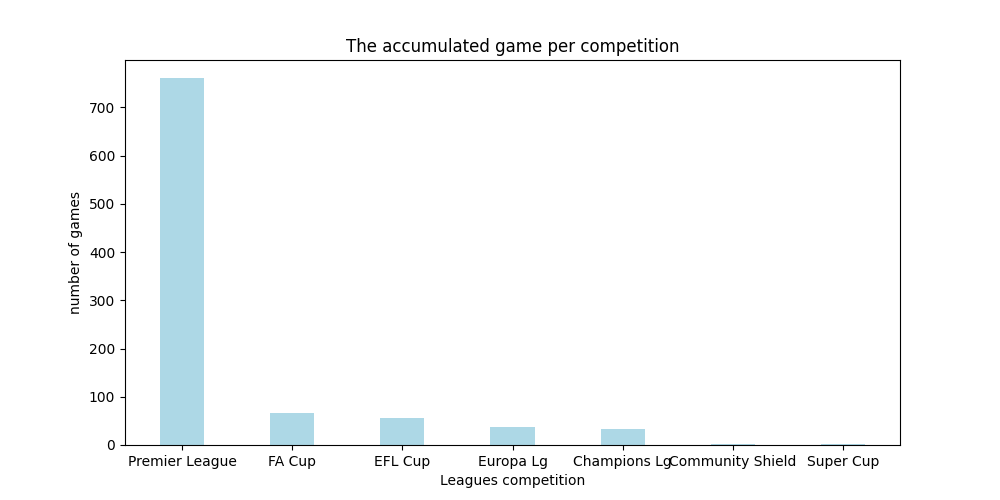 The accumulated game per competition
number of games
700
600
500
400
300
200
100
0
Premier League FA Cup EFL Cup Europa Lg Champions Lg Community Shield Super Cup
Leagues competition